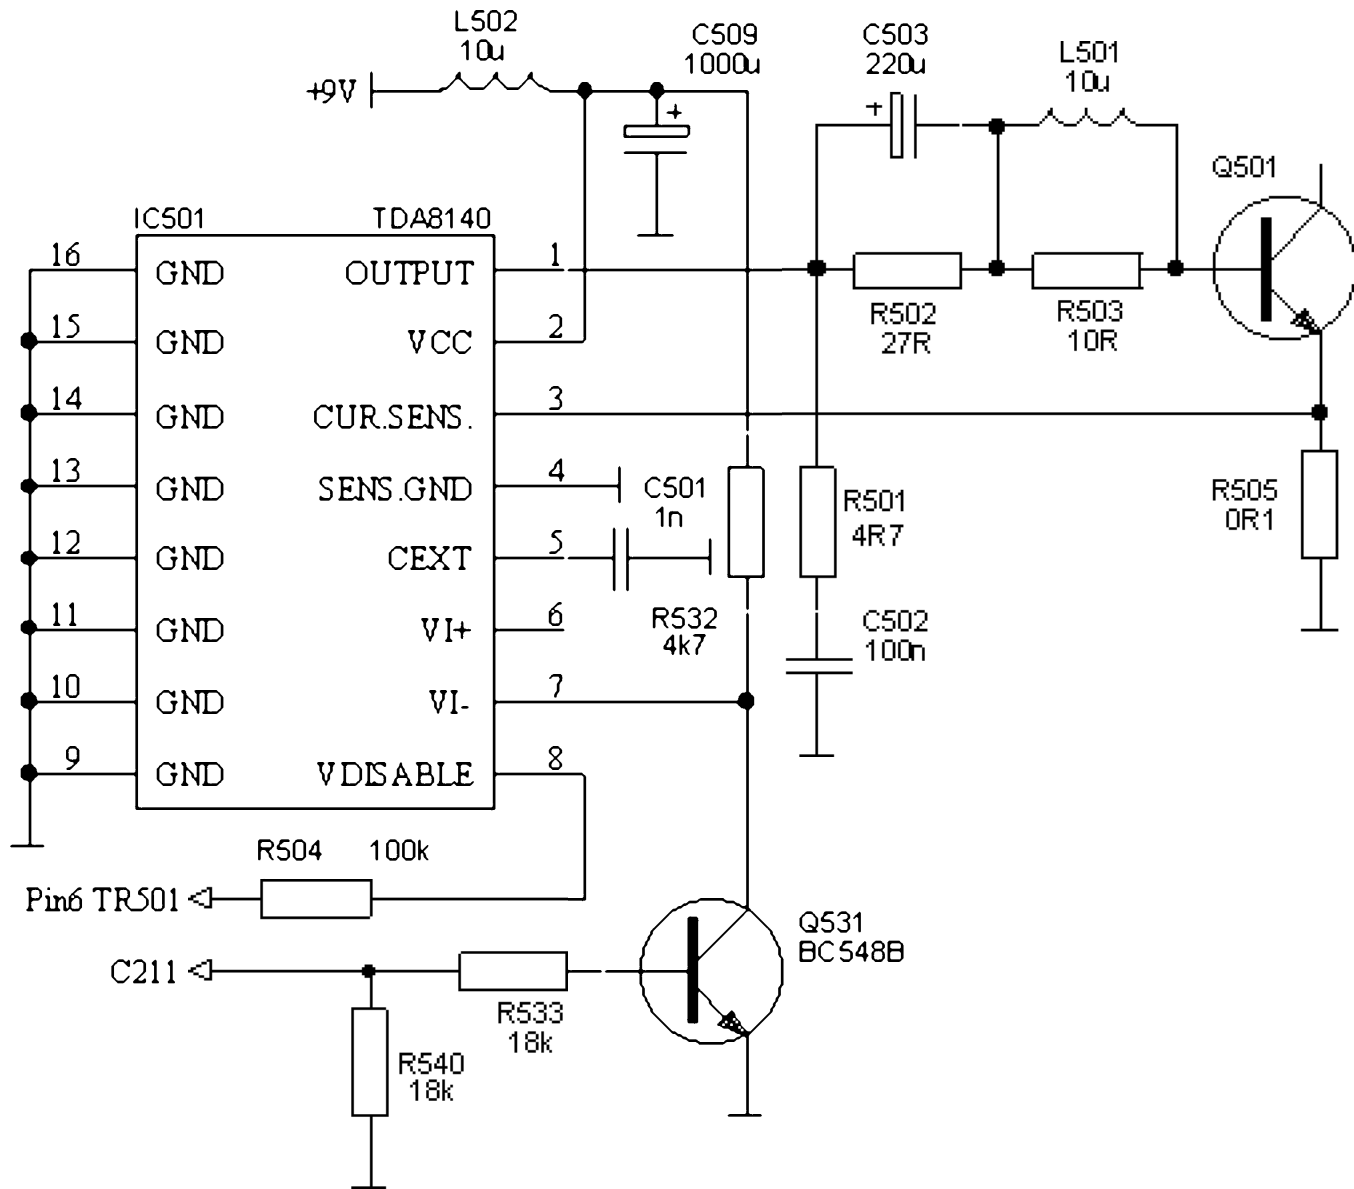 L502
10u
C509
1000u
C503
220u
L501
10u
+9V
+
+
Q501
IC501
TDA8140
16
GND
OUTPUT
1
15
GND
VCC
2
14
GND
CUR.SENS.
3
13
GND
SENS.GND
4
12
GND
CEXT
5
11
GND
VI+
6
10
GND
VI-
7
9
GND
VDISABLE
8
R502
27R
R503
10R
C501
1n
R501
4R7
R505
0R1
R532
4k7
C502
100n
R504
100k
Pin6 TR501
C211
Q531
BC548B
R533
18k
R540
18k